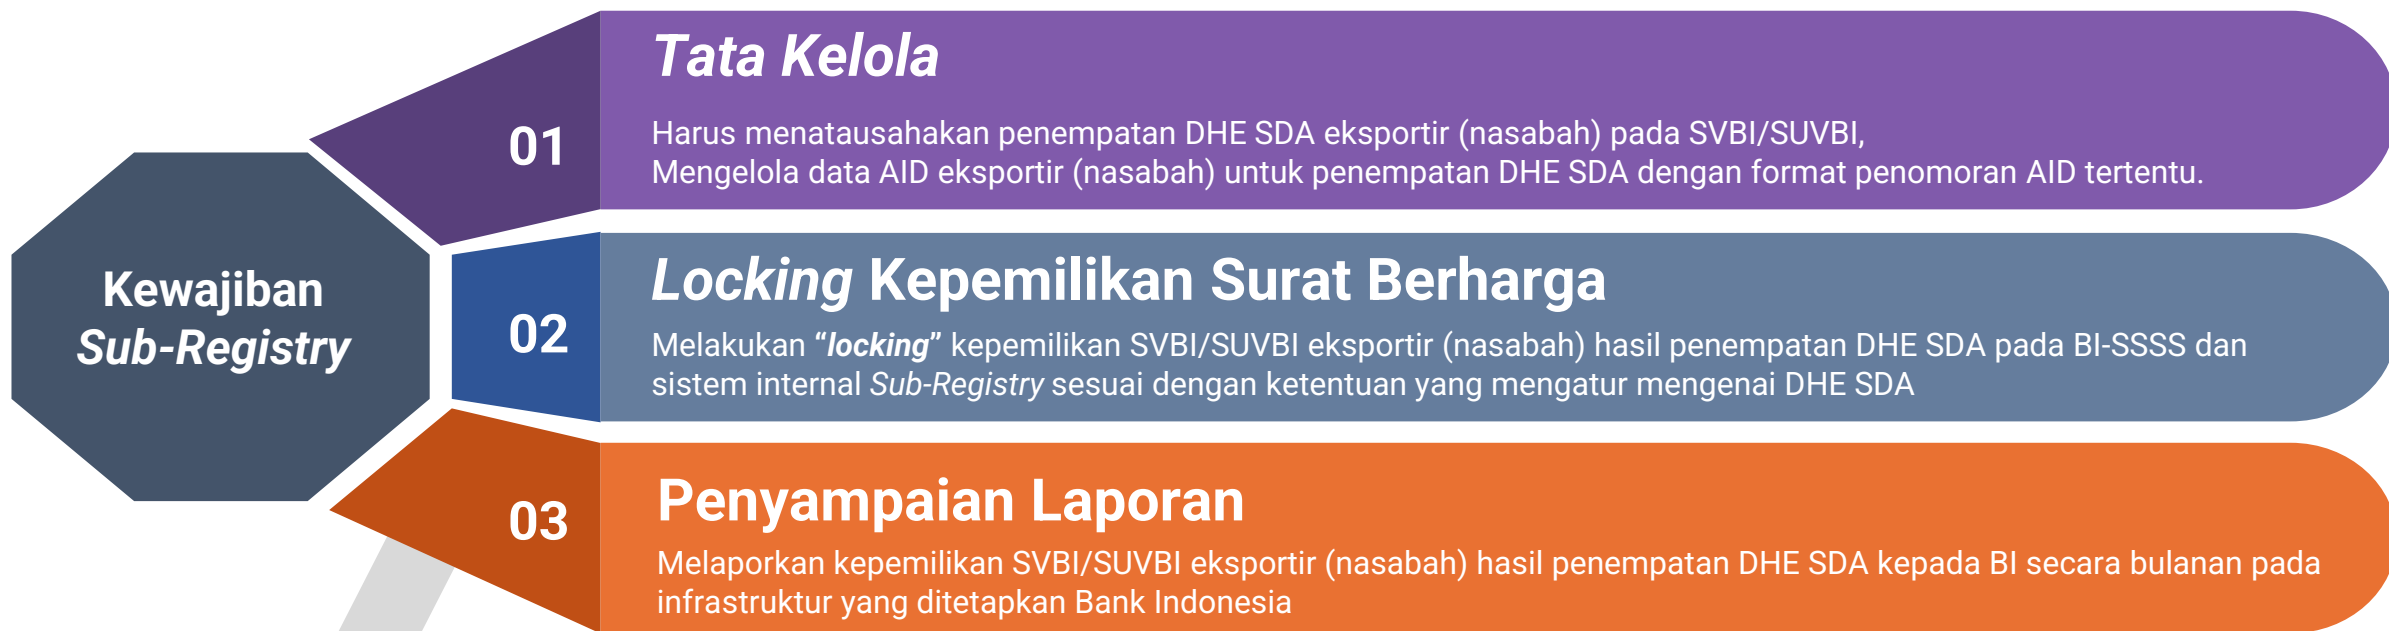 Kewajiban
Sub-Registry
01
Tata Kelola
Harus menatausahakan penempatan DHE SDA eksportir (nasabah) pada SVBI/SUVBI,
Mengelola data AID eksportir (nasabah) untuk penempatan DHE SDA dengan format penomoran AID tertentu.
02
Locking Kepemilikan Surat Berharga
Melakukan “locking” kepemilikan SVBI/SUVBI eksportir (nasabah) hasil penempatan DHE SDA pada BI-SSSS dan
sistem internal Sub-Registry sesuai dengan ketentuan yang mengatur mengenai DHE SDA
03
Penyampaian Laporan
Melaporkan kepemilikan SVBI/SUVBI eksportir (nasabah) hasil penempatan DHE SDA kepada BI secara bulanan pada
infrastruktur yang ditetapkan Bank Indonesia